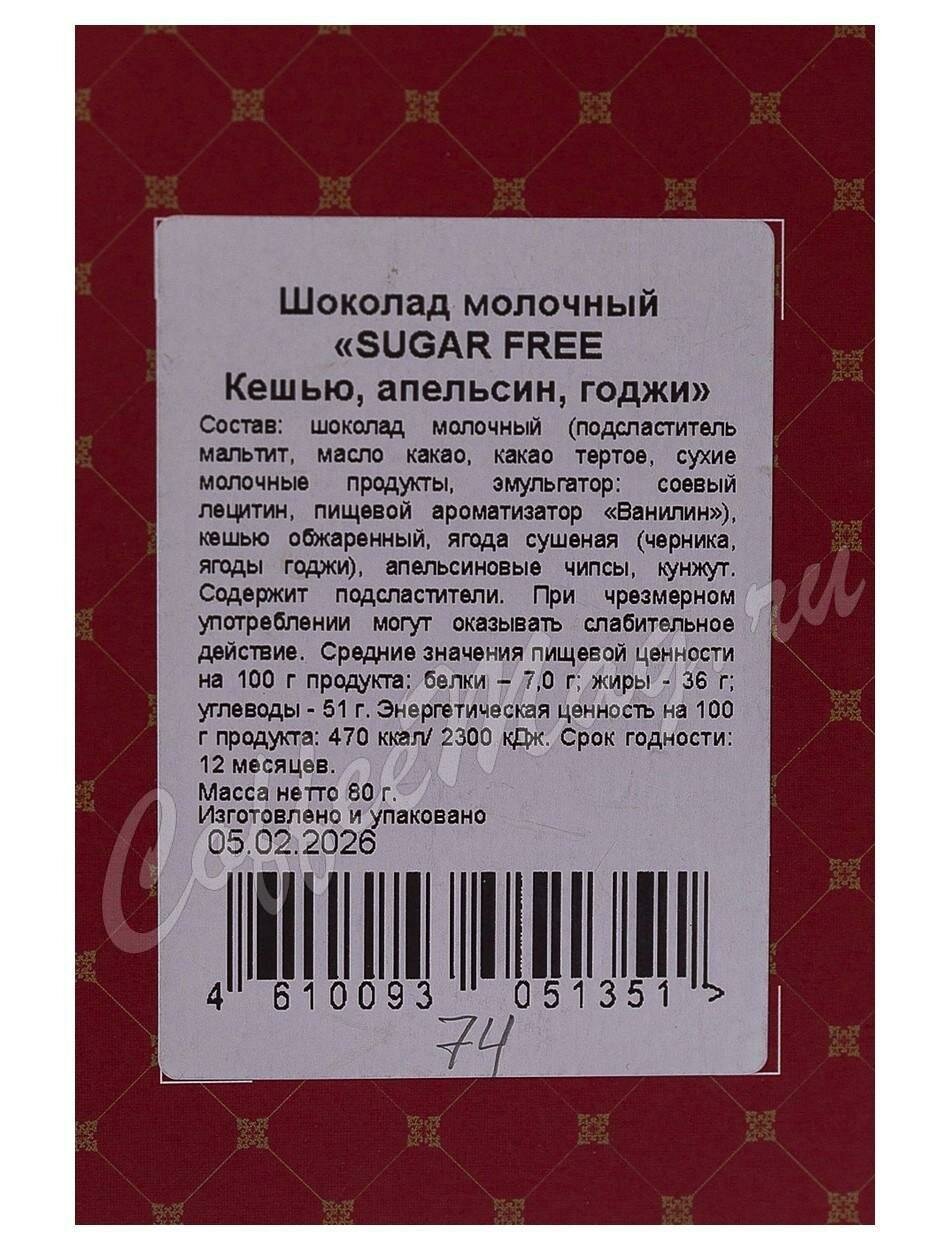 Шоколад молочный
«SUGAR FREE
Кешью, апельсин, годжи»
Состав: шоколад молочный (подсластитель
мальтит, масло какао, какао тертое, сухие
молочные продукты, эмульгатор: соевый
лецитин, пищевой ароматизатор «Ванилин»),
кешью обжаренный, ягода сушеная (черника,
ягоды годжи), апельсиновые чипсы, кунжут.
Содержит подсластители. При чрезмерном
употреблении могут оказывать слабительное
действие. Средние значения пищевой ценности
на 100 г продукта: белки – 7,0 г; жиры - 36 г;
углеводы - 51 г. Энергетическая ценность на 100
г продукта: 470 ккал/ 2300 кДж. Срок годности:
12 месяцев.
Масса нетто 80 г.
Изготовлено и упаковано
05.02.2026
4 610093 051351 >
74
CoffeeMag.ru